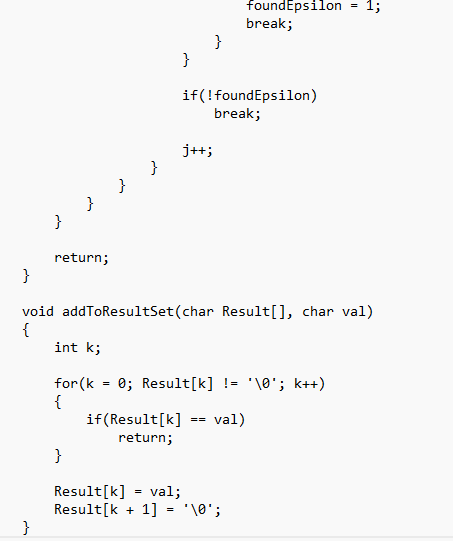 foundEpsilon = 1;
break;
}
}
if(!foundEpsilon)
break;
j++;
}
}
}
}
return;
}
void addToResultSet(char Result[], char val)
{
int k;
for(k = 0; Result[k] != '\0'; k++)
{
if(Result[k] == val)
return;
}
Result[k] = val;
Result[k + 1] = '\0';
}